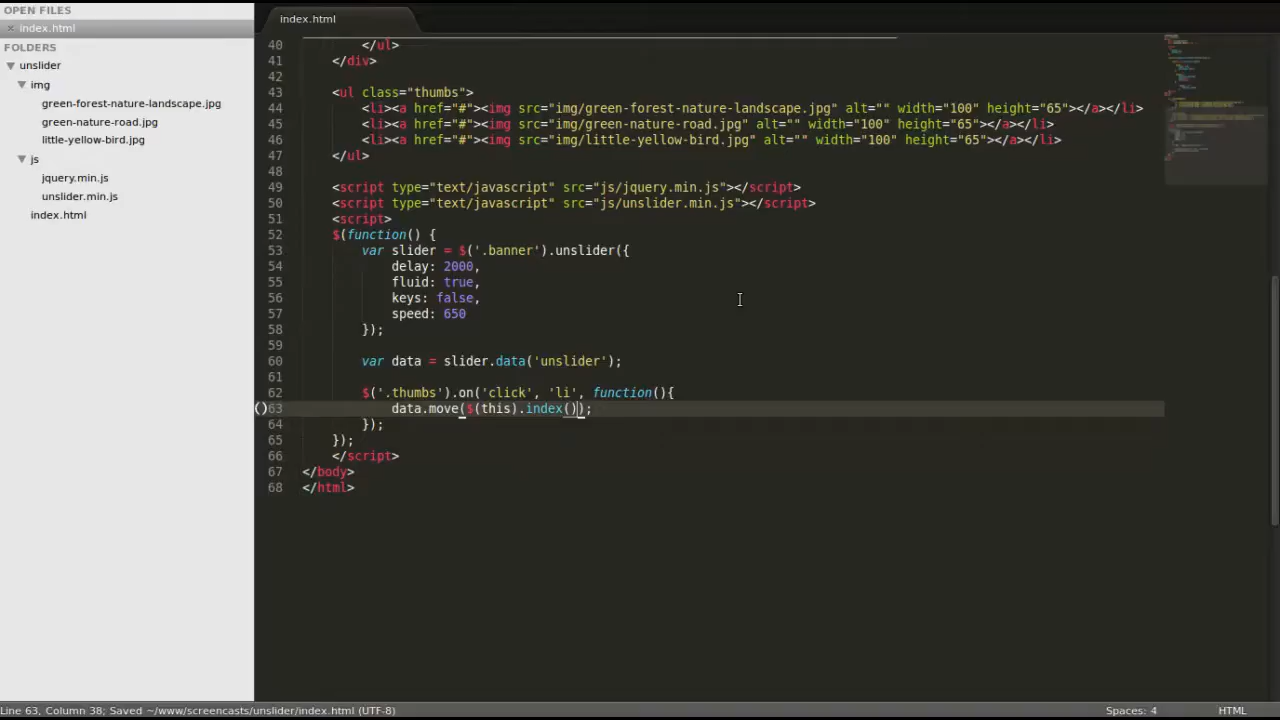 OPEN FILES
× index.html
FOLDERS
unslider
img
green-forest-nature-landscape.jpg
green-nature-road.jpg
little-yellow-bird.jpg
js
jquery.min.js
unslider.min.js
index.html
index.html
40 </ul>
41 </div>
42
43 <ul class="thumbs">
44 <li><a href="#"><img src="img/green-forest-nature-landscape.jpg" alt="" width="100" height="65"></a></li>
45 <li><a href="#"><img src="img/green-nature-road.jpg" alt="" width="100" height="65"></a></li>
46 <li><a href="#"><img src="img/little-yellow-bird.jpg" alt="" width="100" height="65"></a></li>
47 </ul>
48
49 <script type="text/javascript" src="js/jquery.min.js"></script>
50 <script type="text/javascript" src="js/unslider.min.js"></script>
51 <script>
52 $(function() {
53 var slider = $('.banner').unslider({
54 delay: 2000,
55 fluid: true,
56 keys: false,
57 speed: 650
58 });
59
60 var data = slider.data('unslider');
61
62 $('.thumbs').on('click', 'li', function(){
()63 data.move($(this).index());
64 });
65 });
66 </script>
67 </body>
68 </html>
Line 63, Column 38; Saved ~/www/screencasts/unslider/index.html (UTF-8)
Spaces: 4
HTML